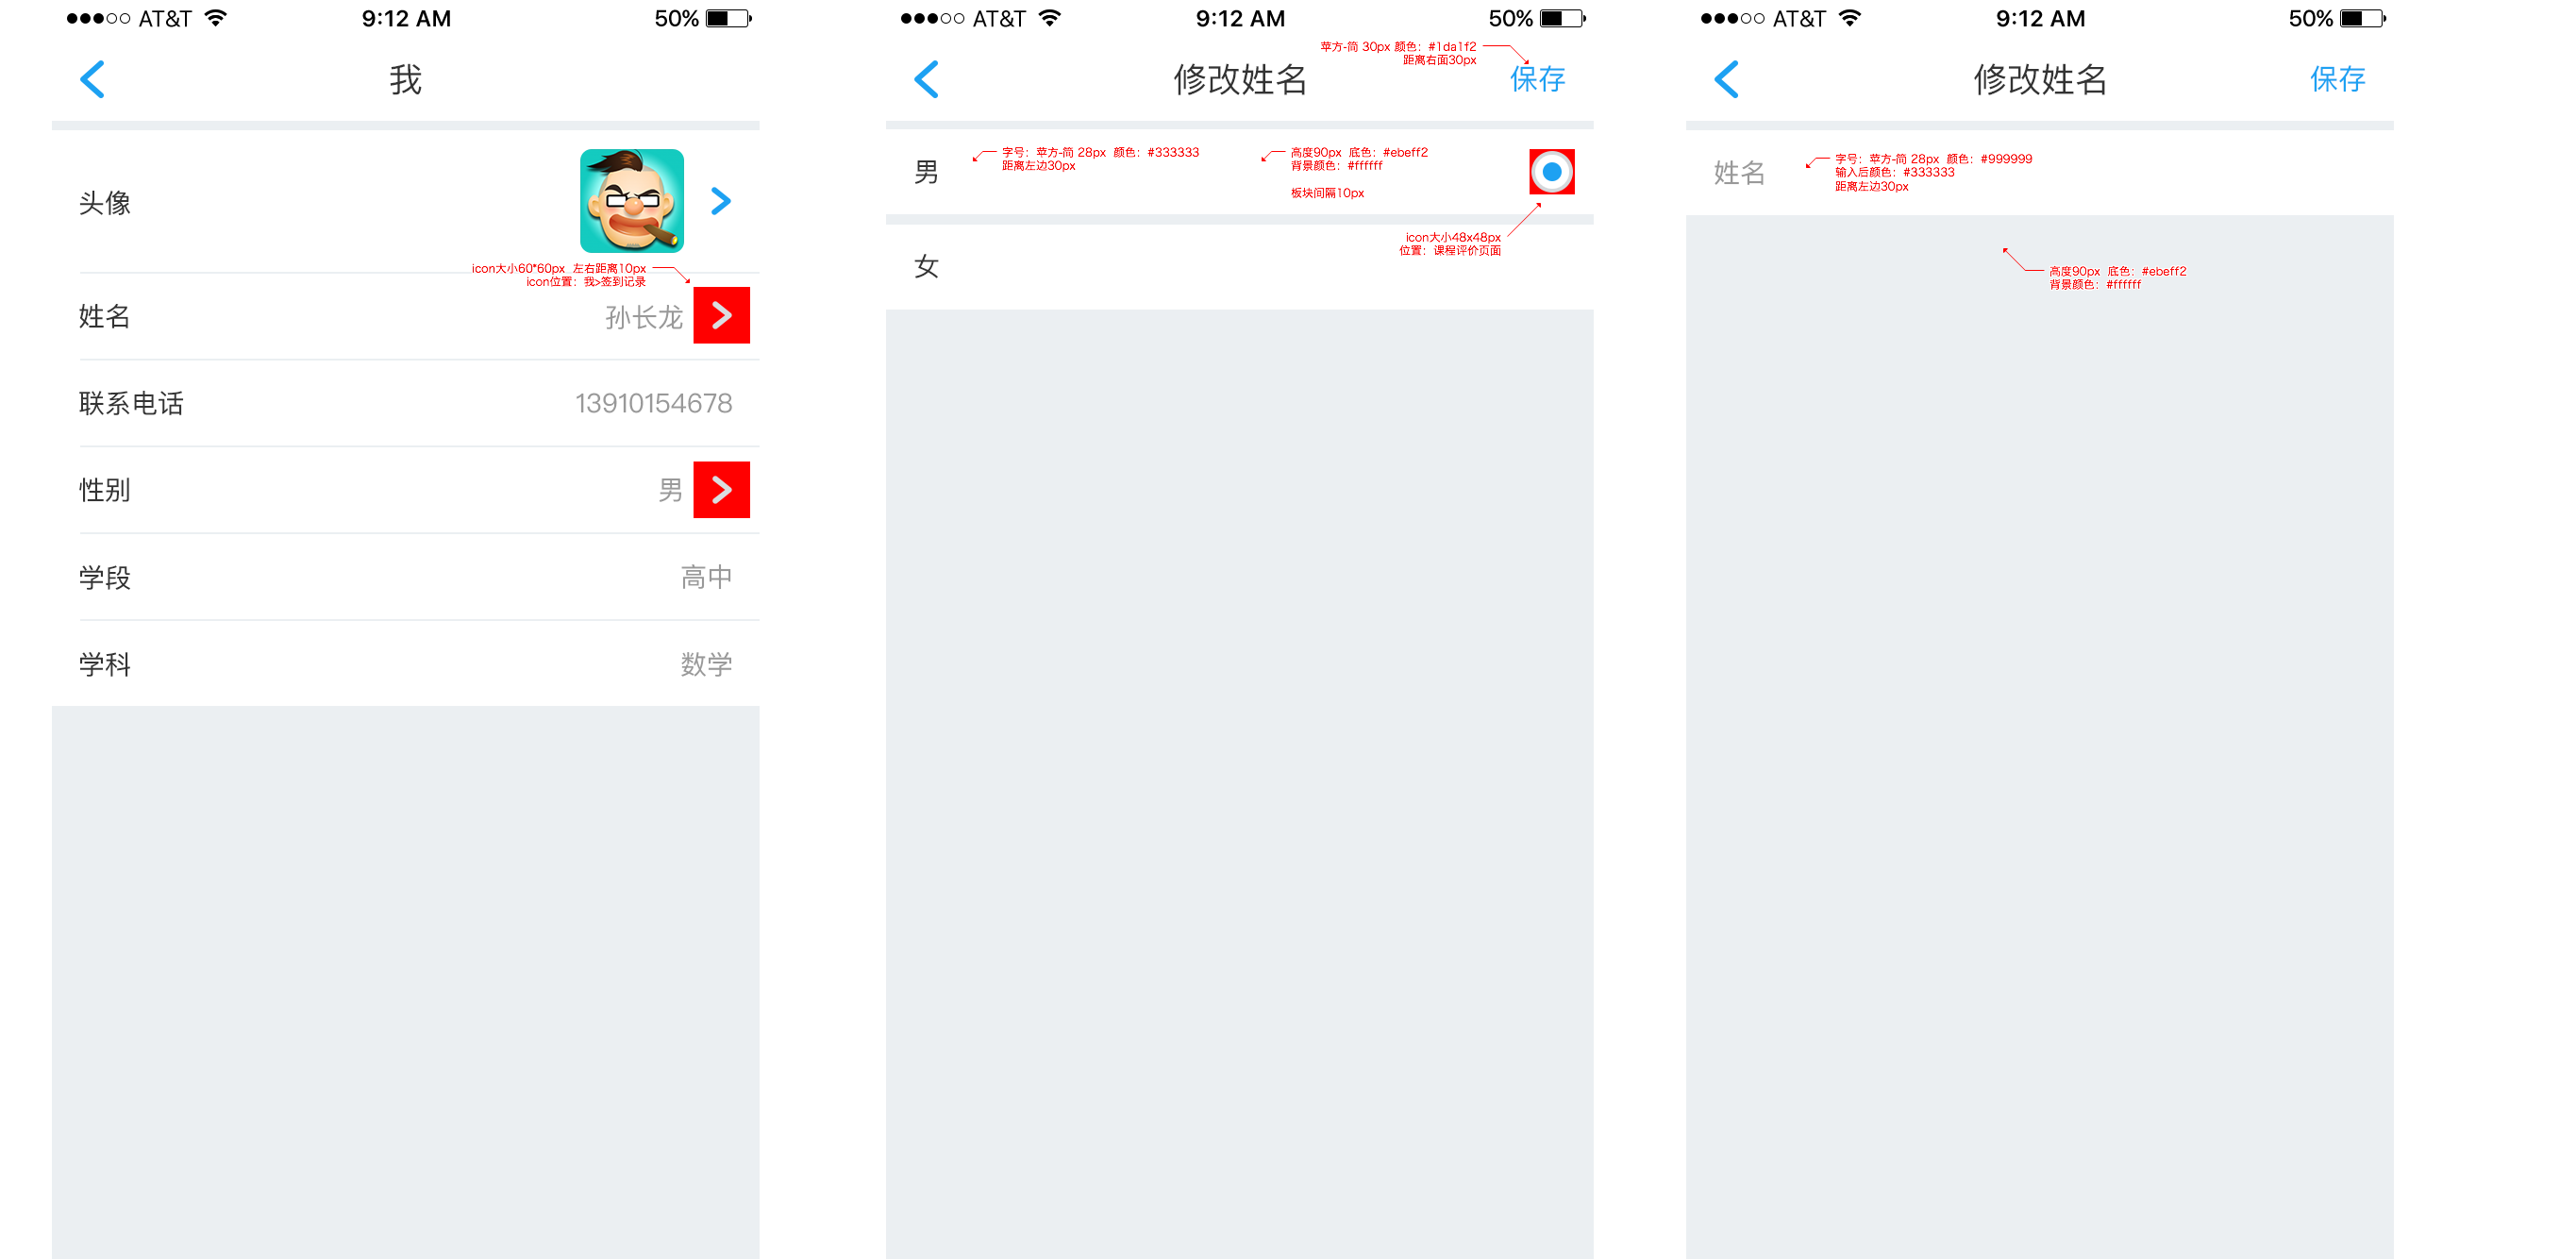 AT&T 9:12 AM 50%
我
头像
icon大小60*60px 左右距离10px
icon位置：我>签到记录
姓名 孙长龙
联系电话 13910154678
性别 男
学段 高中
学科 数学
AT&T 9:12 AM 50%
苹方-简 30px 颜色：#1da1f2
距离右面30px
修改姓名 保存
男
字号：苹方-简 28px 颜色：#333333
距离左边30px
高度90px 底色：#ebeff2
背景颜色：#ffffff
板块间隔10px
icon大小48x48px
位置：课程评价页面
女
AT&T 9:12 AM 50%
修改姓名 保存
姓名
字号：苹方-简 28px 颜色：#999999
输入后颜色：#333333
距离左边30px
高度90px 底色：#ebeff2
背景颜色：#ffffff